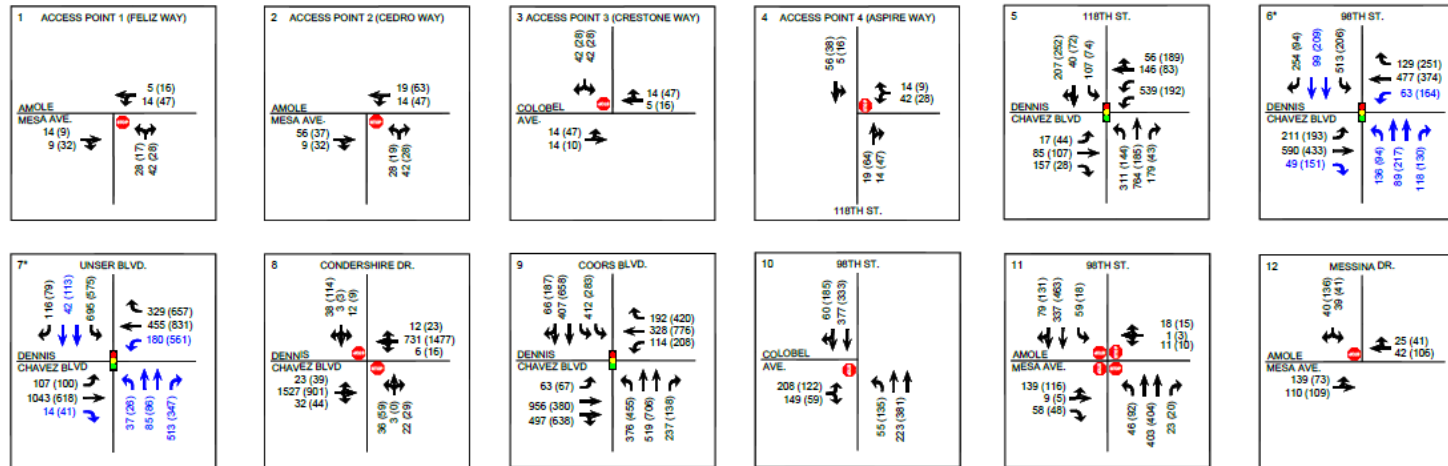 1 ACCESS POINT 1 (FELIZ WAY)
5 (16)
14 (47)
AMOLE
MESA AVE.
STOP
14 (9)
9 (32)
28 (17)
42 (28)
2 ACCESS POINT 2 (CEDRO WAY)
19 (63)
14 (47)
AMOLE
MESA AVE.
STOP
56 (37)
9 (32)
28 (19)
42 (28)
3 ACCESS POINT 3 (CRESTONE WAY)
42 (28)
42 (28)
STOP
14 (47)
5 (16)
COLOBEL
AVE.
14 (47)
14 (10)
4 ACCESS POINT 4 (ASPIRE WAY)
56 (38)
5 (16)
14 (9)
42 (28)
STOP
19 (64)
14 (47)
118TH ST.
5 118TH ST.
207 (252)
40 (72)
107 (74)
56 (189)
146 (83)
539 (192)
DENNIS
CHAVEZ BLVD
17 (44)
85 (107)
157 (28)
311 (144)
764 (185)
179 (43)
6* 98TH ST.
254 (94)
99 (209)
513 (206)
129 (251)
477 (374)
63 (164)
DENNIS
CHAVEZ BLVD
211 (193)
590 (433)
49 (151)
136 (94)
89 (217)
118 (130)
7* UNSER BLVD.
116 (79)
42 (113)
695 (575)
329 (657)
455 (831)
180 (561)
DENNIS
CHAVEZ BLVD
107 (100)
1043 (618)
14 (41)
37 (26)
85 (86)
513 (347)
8 CONDERSHIRE DR.
38 (114)
3 (3)
12 (9)
12 (23)
731 (1477)
6 (16)
DENNIS
CHAVEZ BLVD
STOP
STOP
23 (39)
1527 (901)
32 (44)
36 (59)
3 (0)
22 (29)
9 COORS BLVD.
66 (187)
407 (658)
412 (283)
192 (420)
328 (776)
114 (208)
DENNIS
CHAVEZ BLVD
63 (67)
956 (380)
497 (638)
376 (455)
519 (706)
237 (138)
10 98TH ST.
60 (185)
377 (333)
COLOBEL
AVE.
STOP
208 (122)
149 (59)
55 (135)
223 (381)
11 98TH ST.
79 (131)
337 (463)
59 (18)
18 (15)
1 (3)
11 (10)
AMOLE
MESA AVE.
STOP
STOP
STOP
STOP
139 (116)
9 (5)
58 (48)
46 (92)
403 (404)
23 (20)
12 MESSINA DR.
40 (136)
39 (41)
STOP
25 (41)
42 (106)
AMOLE
MESA AVE.
139 (73)
110 (109)